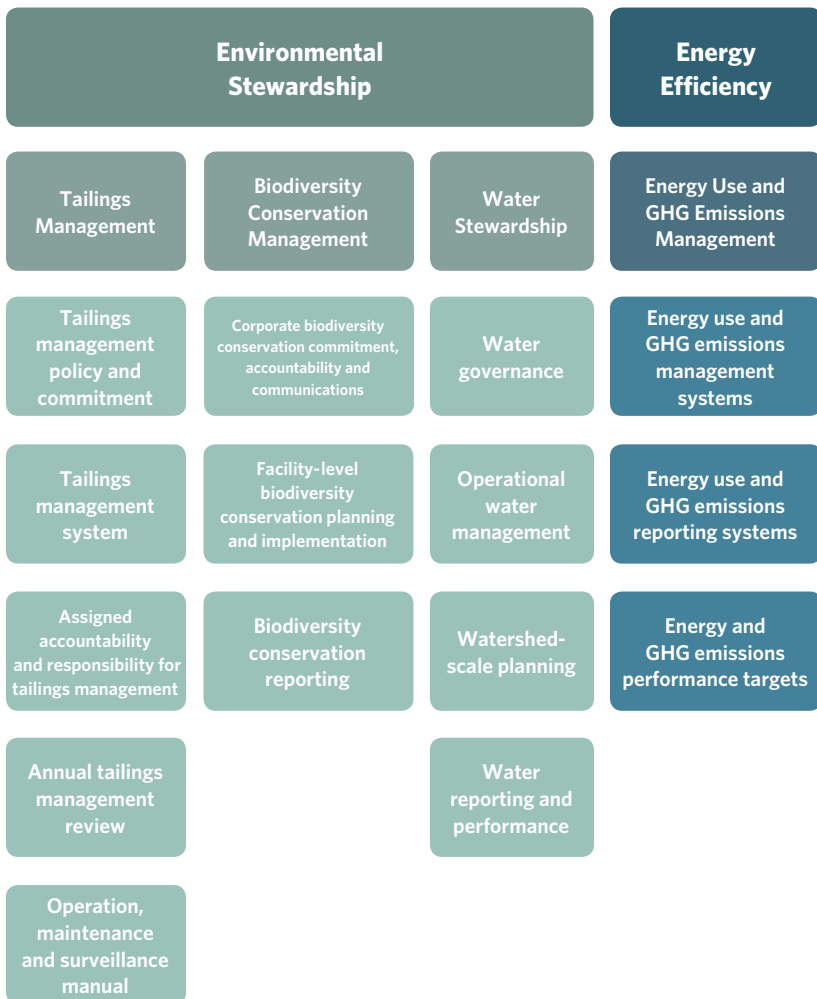 Environmental
Stewardship
Energy
Efficiency
Tailings
Management
Biodiversity
Conservation
Management
Water
Stewardship
Energy Use and
GHG Emissions
Management
Tailings
management
policy and
commitment
Corporate biodiversity
conservation commitment,
accountability and
communications
Water
governance
Energy use and
GHG emissions
management
systems
Tailings
management
system
Facility-level
biodiversity
conservation planning
and implementation
Operational
water
management
Energy use and
GHG emissions
reporting systems
Assigned
accountability
and responsibility for
tailings management
Biodiversity
conservation
reporting
Watershed-
scale planning
Energy and
GHG emissions
performance targets
Annual tailings
management
review
Water
reporting and
performance
Operation,
maintenance
and surveillance
manual